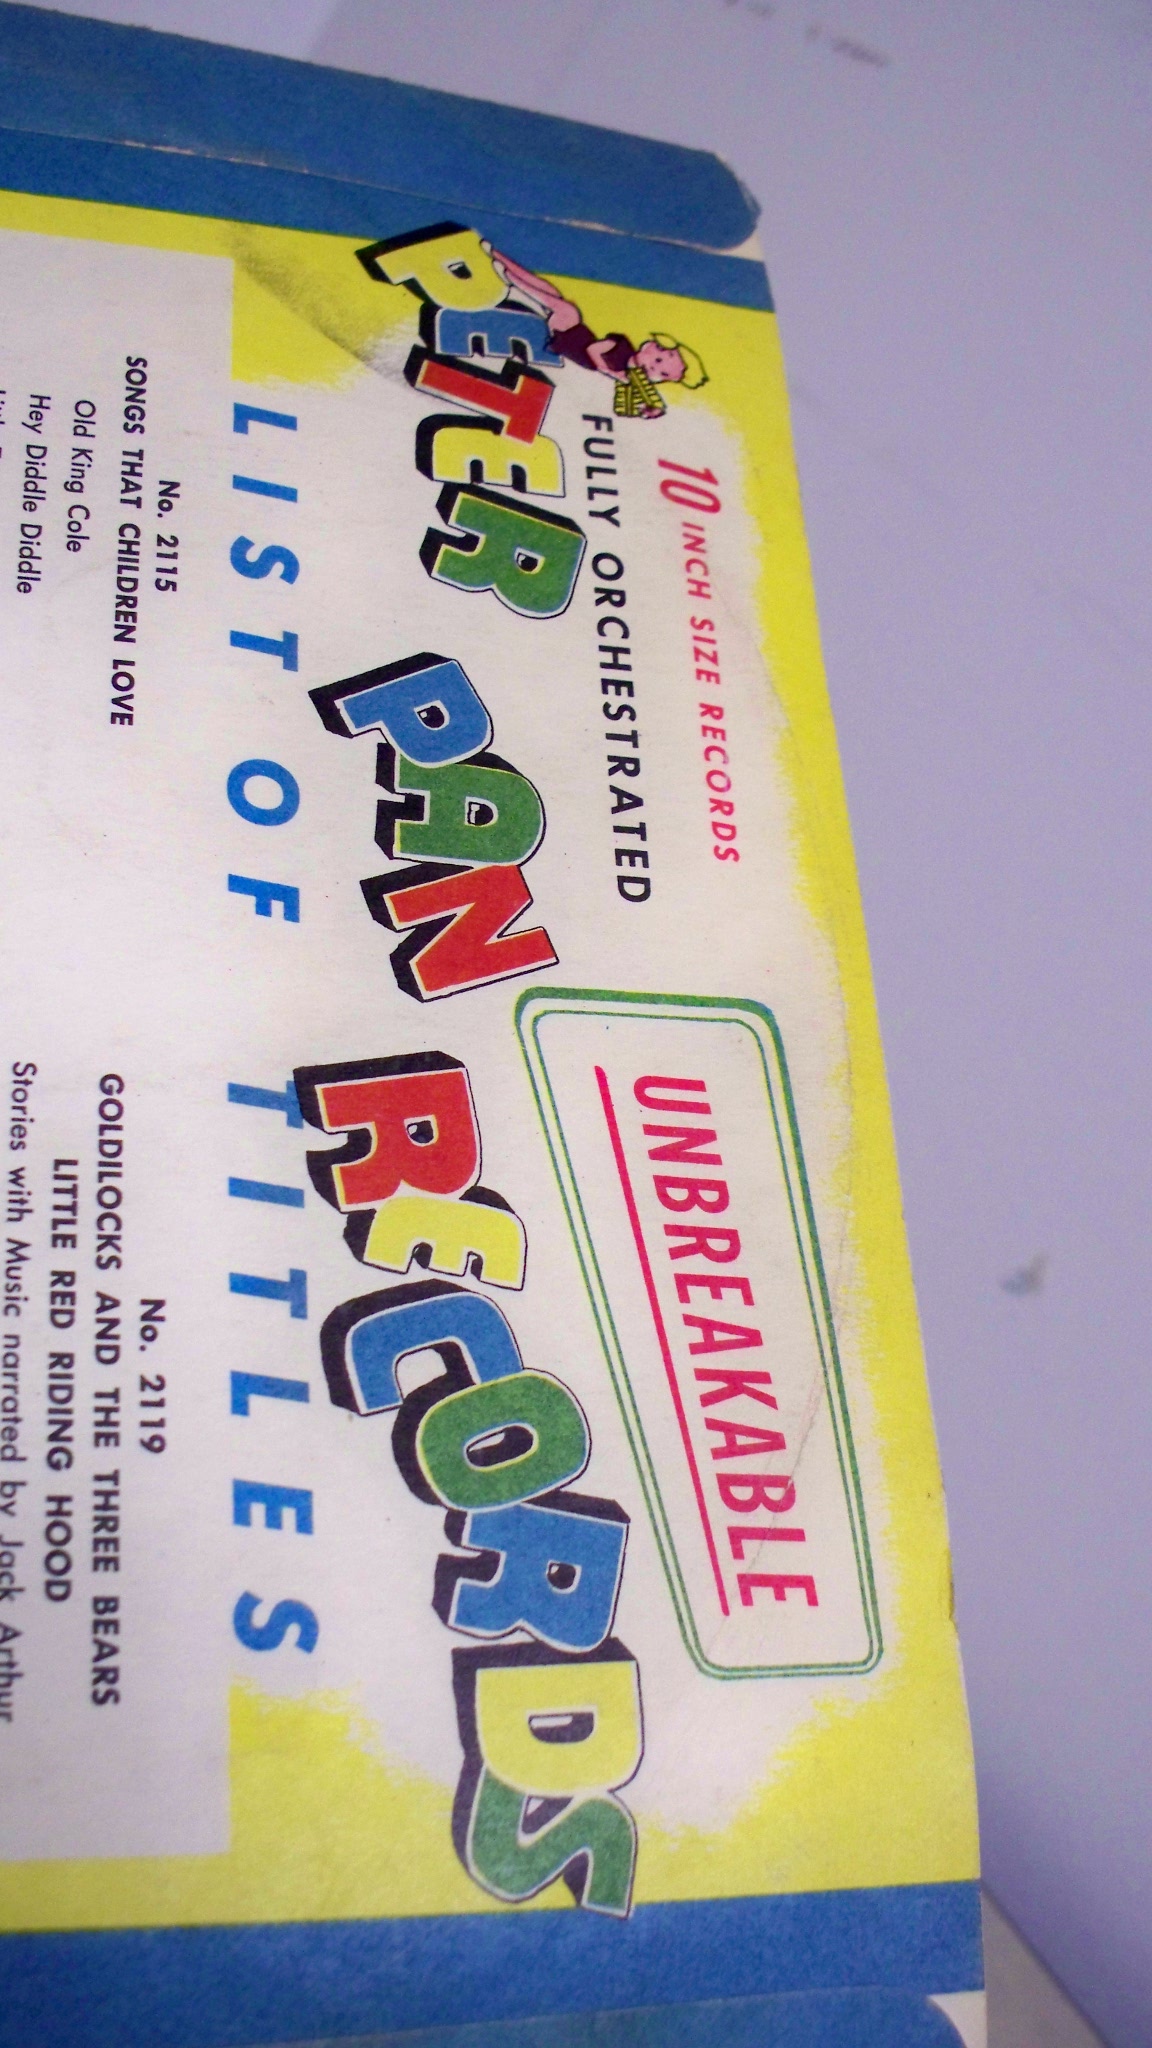 10 INCH SIZE RECORDS
FULLY ORCHESTRATED
UNBREAKABLE
PETER PAN RECORDS
LIST OF TITLES
No. 2115
SONGS THAT CHILDREN LOVE
Old King Cole
Hey Diddle Diddle
No. 2119
GOLDILOCKS AND THE THREE BEARS
LITTLE RED RIDING HOOD
Stories with Music narrated by Jack Arthur